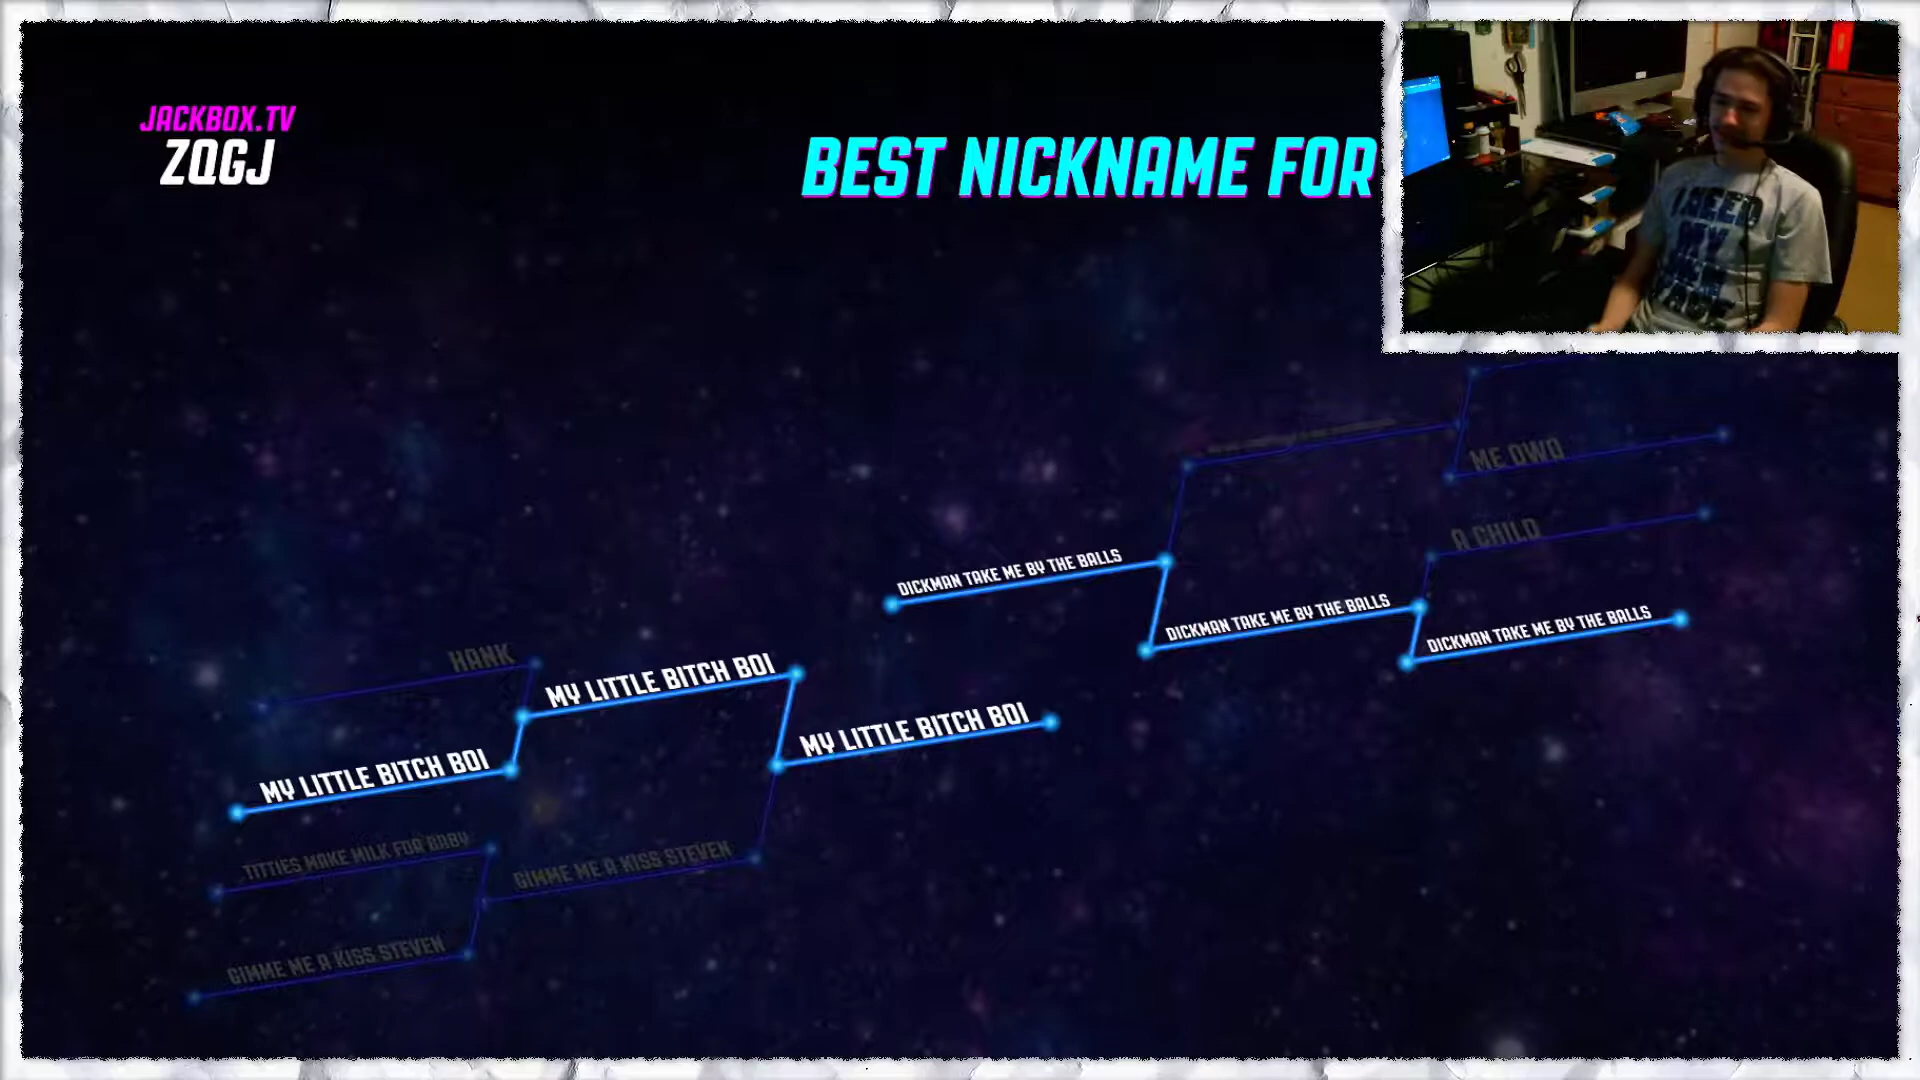 JACKBOX.TV
ZQGJ
BEST NICKNAME FOR
ME OWO
A CHILD
DICKMAN TAKE ME BY THE BALLS
DICKMAN TAKE ME BY THE BALLS
DICKMAN TAKE ME BY THE BALLS
HANK
MY LITTLE BITCH BOI
MY LITTLE BITCH BOI
MY LITTLE BITCH BOI
TITTIES MAKE MILK FOR BABY
GIMME ME A KISS STEVEN
GIMME ME A KISS STEVEN
I NEED
MY